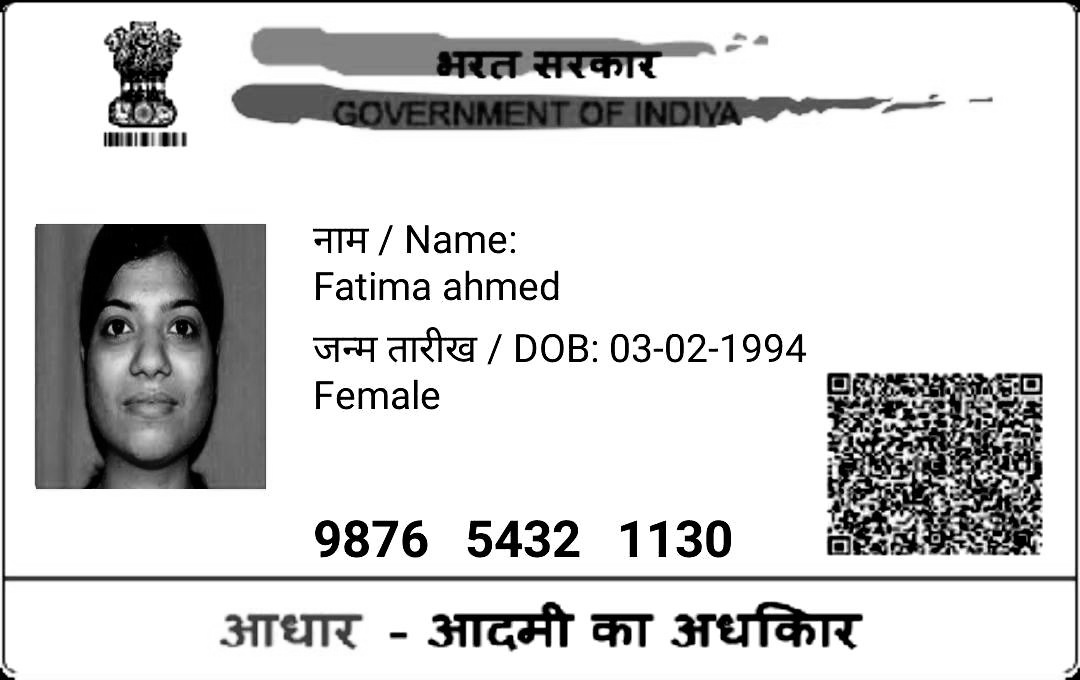 भरत सरकार
GOVERNMENT OF INDIYA
नाम / Name:
Fatima ahmed
जन्म तारीख / DOB: 03-02-1994
Female
9876 5432 1130
आधार - आदमी का अधकिार